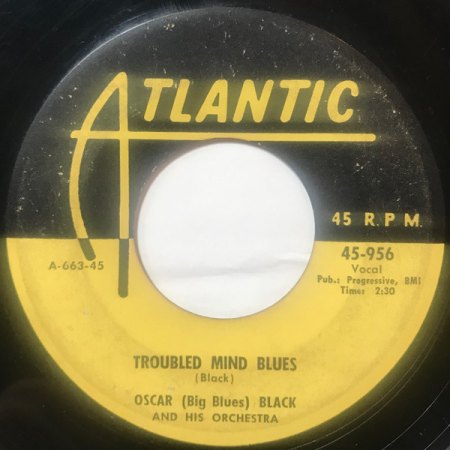 ATLANTIC
45 R.P.M.
A-663-45
45-956
Vocal
Pub.: Progressive, BMI
Time: 2:30
TROUBLED MIND BLUES
(Black)
OSCAR (Big Blues) BLACK
AND HIS ORCHESTRA